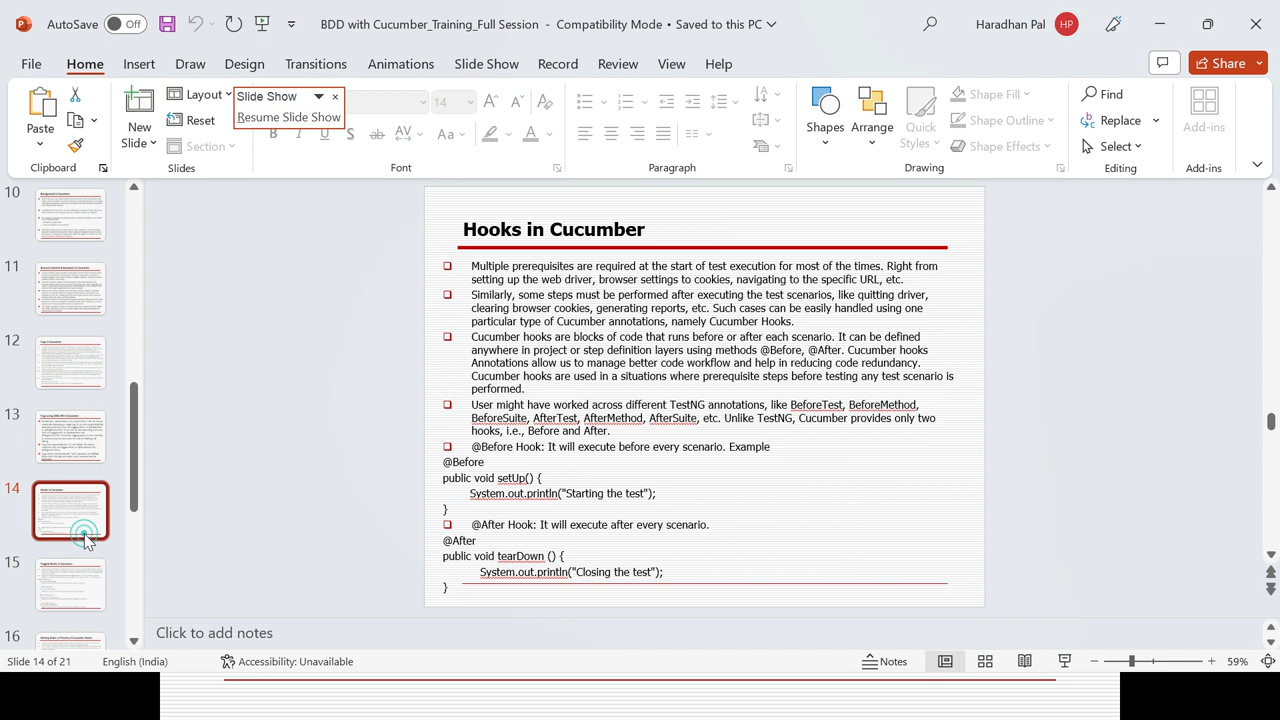 AutoSave Off BDD with Cucumber_Training_Full Session - Compatibility Mode • Saved to this PC Haradhan Pal HP
File Home Insert Draw Design Transitions Animations Slide Show Record Review View Help Share
Paste
New Slide
Layout
Reset
Section
Slide Show
Resume Slide Show
14
Shapes
Arrange
Quick Styles
Shape Fill
Shape Outline
Shape Effects
Find
Replace
Select
Add-ins
Clipboard Slides Font Paragraph Drawing Editing Add-ins
10
11
12
13
14
15
16
Hooks in Cucumber
Multiple prerequisites are required at the start of test execution for most of the times. Right from
setting up the webdriver, browser settings to cookies, navigating to the specific URL, etc.
Similarly, some steps must be performed after executing the test scenarios, like quitting driver,
clearing browser cookies, generating reports, etc. Such cases can be easily handled using one
particular type of Cucumber annotations, namely Cucumber Hooks.
Cucumber hooks are blocks of code that runs before or after each scenario. It can be defined
anywhere in project or step definition layers using methods @Before, @After. Cucumber hooks
annotations allow us to manage better code workflow and help in reducing code redundancy.
Cucumber hooks are used in a situations where prerequisite steps before testing any test scenario is
performed.
User might have worked across different TestNG annotations, like BeforeTest, BeforeMethod,
BeforeSuite, AfterTest, AfterMethod, AfterSuite, etc. Unlike TestNG, Cucumber provides only two
hooks i.e., Before and After.
Before Hook: It will execute before every scenario. Example
@Before
public void setUp() {
System.out.println("Starting the test");
}
After Hook: It will execute after every scenario.
@After
public void tearDown () {
System.out.println("Closing the test");
}
Click to add notes
Slide 14 of 21 English (India) Accessibility: Unavailable Notes 59%